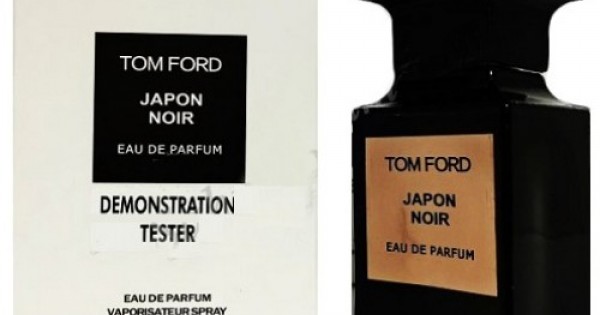 TOM FORD
JAPON
NOIR
EAU DE PARFUM
DEMONSTRATION
TESTER
EAU DE PARFUM
VAPORISATEUR SPRAY
TOM FORD
JAPON
NOIR
EAU DE PARFUM